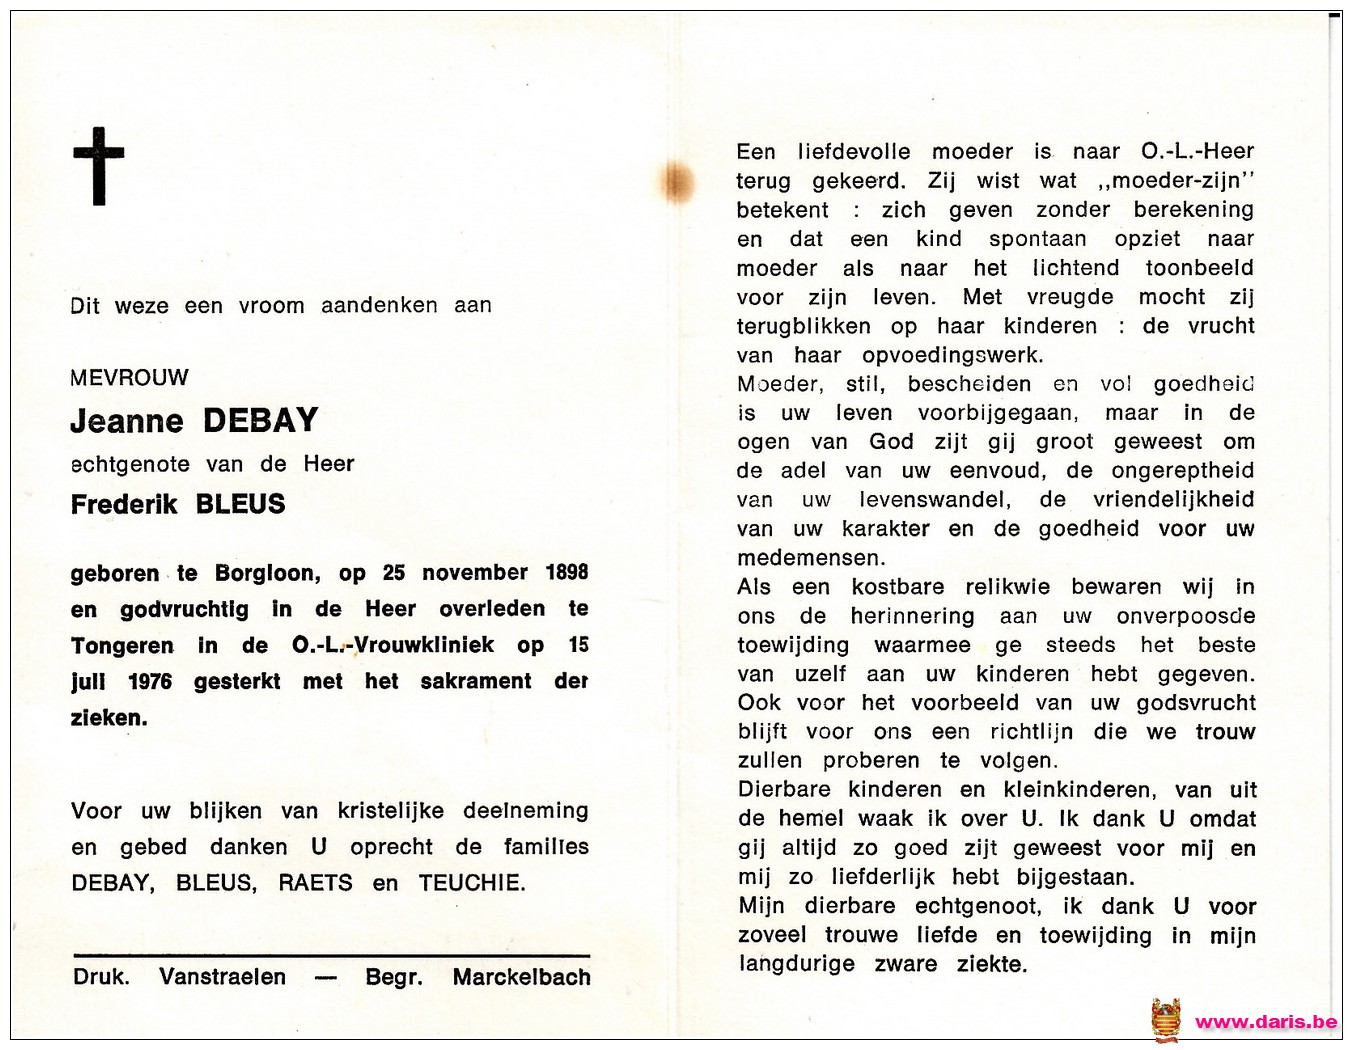 Dit weze een vroom aandenken aan
MEVROUW
Jeanne DEBAY
echtgenote van de Heer
Frederik BLEUS
geboren te Borgloon, op 25 november 1898
en godvruchtig in de Heer overleden te
Tongeren in de O.-L.-Vrouwkliniek op 15
juli 1976 gesterkt met het sakrament der
zieken.
Voor uw blijken van kristelijke deelneming
en gebed danken U oprecht de families
DEBAY, BLEUS, RAETS en TEUCHIE.
Druk. Vanstraelen — Begr. Marckelbach
Een liefdevolle moeder is naar O.-L.-Heer
terug gekeerd. Zij wist wat ,,moeder-zijn''
betekent : zich geven zonder berekening
en dat een kind spontaan opziet naar
moeder als naar het lichtend toonbeeld
voor zijn leven. Met vreugde mocht zij
terugblikken op haar kinderen : de vrucht
van haar opvoedingswerk.
Moeder, stil, bescheiden en vol goedheid
is uw leven voorbijgegaan, maar in de
ogen van God zijt gij groot geweest om
de adel van uw eenvoud, de ongereptheid
van uw levenswandel, de vriendelijkheid
van uw karakter en de goedheid voor uw
medemensen.
Als een kostbare relikwie bewaren wij in
ons de herinnering aan uw onverpoosde
toewijding waarmee ge steeds het beste
van uzelf aan uw kinderen hebt gegeven.
Ook voor het voorbeeld van uw godsvrucht
blijft voor ons een richtlijn die we trouw
zullen proberen te volgen.
Dierbare kinderen en kleinkinderen, van uit
de hemel waak ik over U. Ik dank U omdat
gij altijd zo goed zijt geweest voor mij en
mij zo liefderlijk hebt bijgestaan.
Mijn dierbare echtgenoot, ik dank U voor
zoveel trouwe liefde en toewijding in mijn
langdurige zware ziekte.
www.daris.be